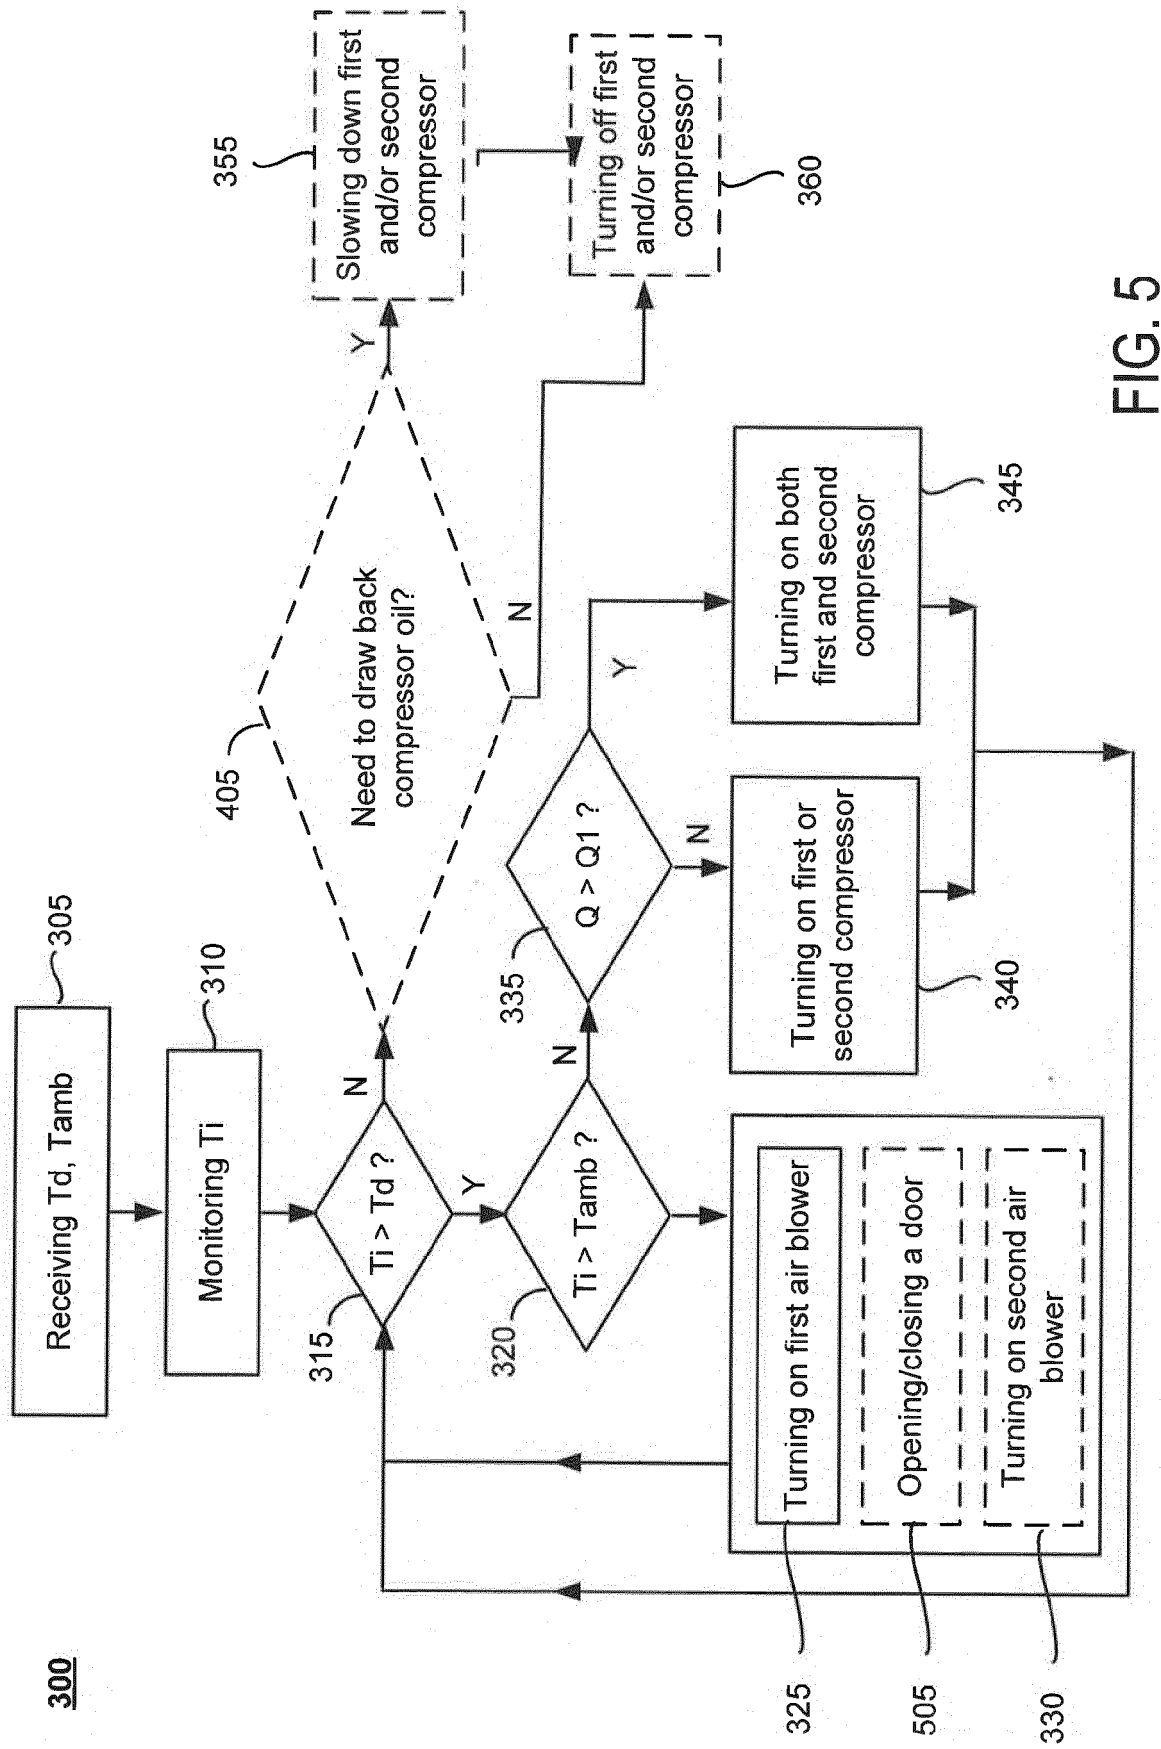 300
Receiving Td, Tamb
305
Monitoring Ti
310
315
Ti > Td ?
N
Y
405
Need to draw back
compressor oil?
Y
N
355
Slowing down first
and/or second
compressor
Turning off first
and/or second
compressor
360
320
Ti > Tamb ?
N
335
Q > Q1 ?
Y
N
Turning on first air blower
325
Opening/closing a door
505
Turning on second air
blower
330
Turning on first or
second compressor
340
Turning on both
first and second
compressor
345
FIG. 5